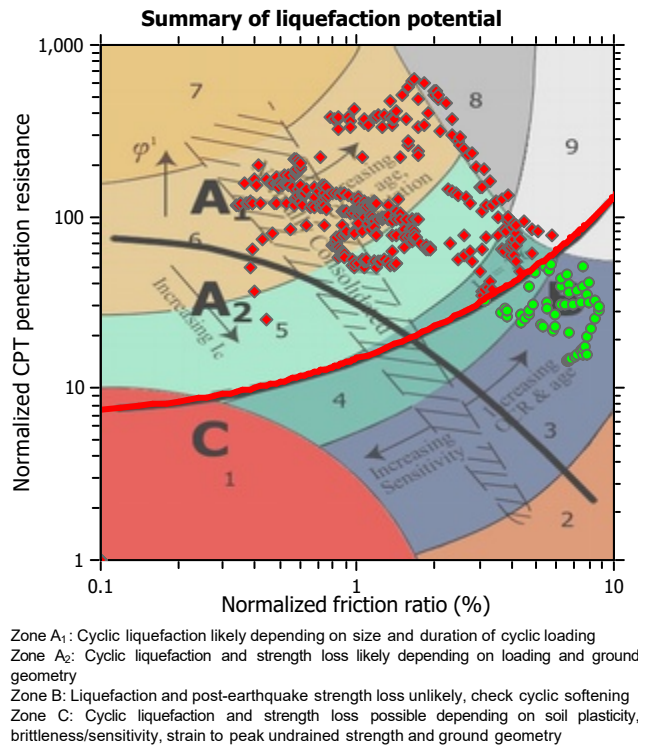 Summary of liquefaction potential
Normalized CPT penetration resistance
1,000
100
10
1
7
8
9
φ'
A1
6
A2
5
Increasing Ic
Increasing
age,
Consolidated
4
C
1
Increasing
Sensitivity
Increasing
OCR & age
3
2
0.1
1
10
Normalized friction ratio (%)
Zone A1: Cyclic liquefaction likely depending on size and duration of cyclic loading
Zone A2: Cyclic liquefaction and strength loss likely depending on loading and ground
geometry
Zone B: Liquefaction and post-earthquake strength loss unlikely, check cyclic softening
Zone C: Cyclic liquefaction and strength loss possible depending on soil plasticity,
brittleness/sensitivity, strain to peak undrained strength and ground geometry